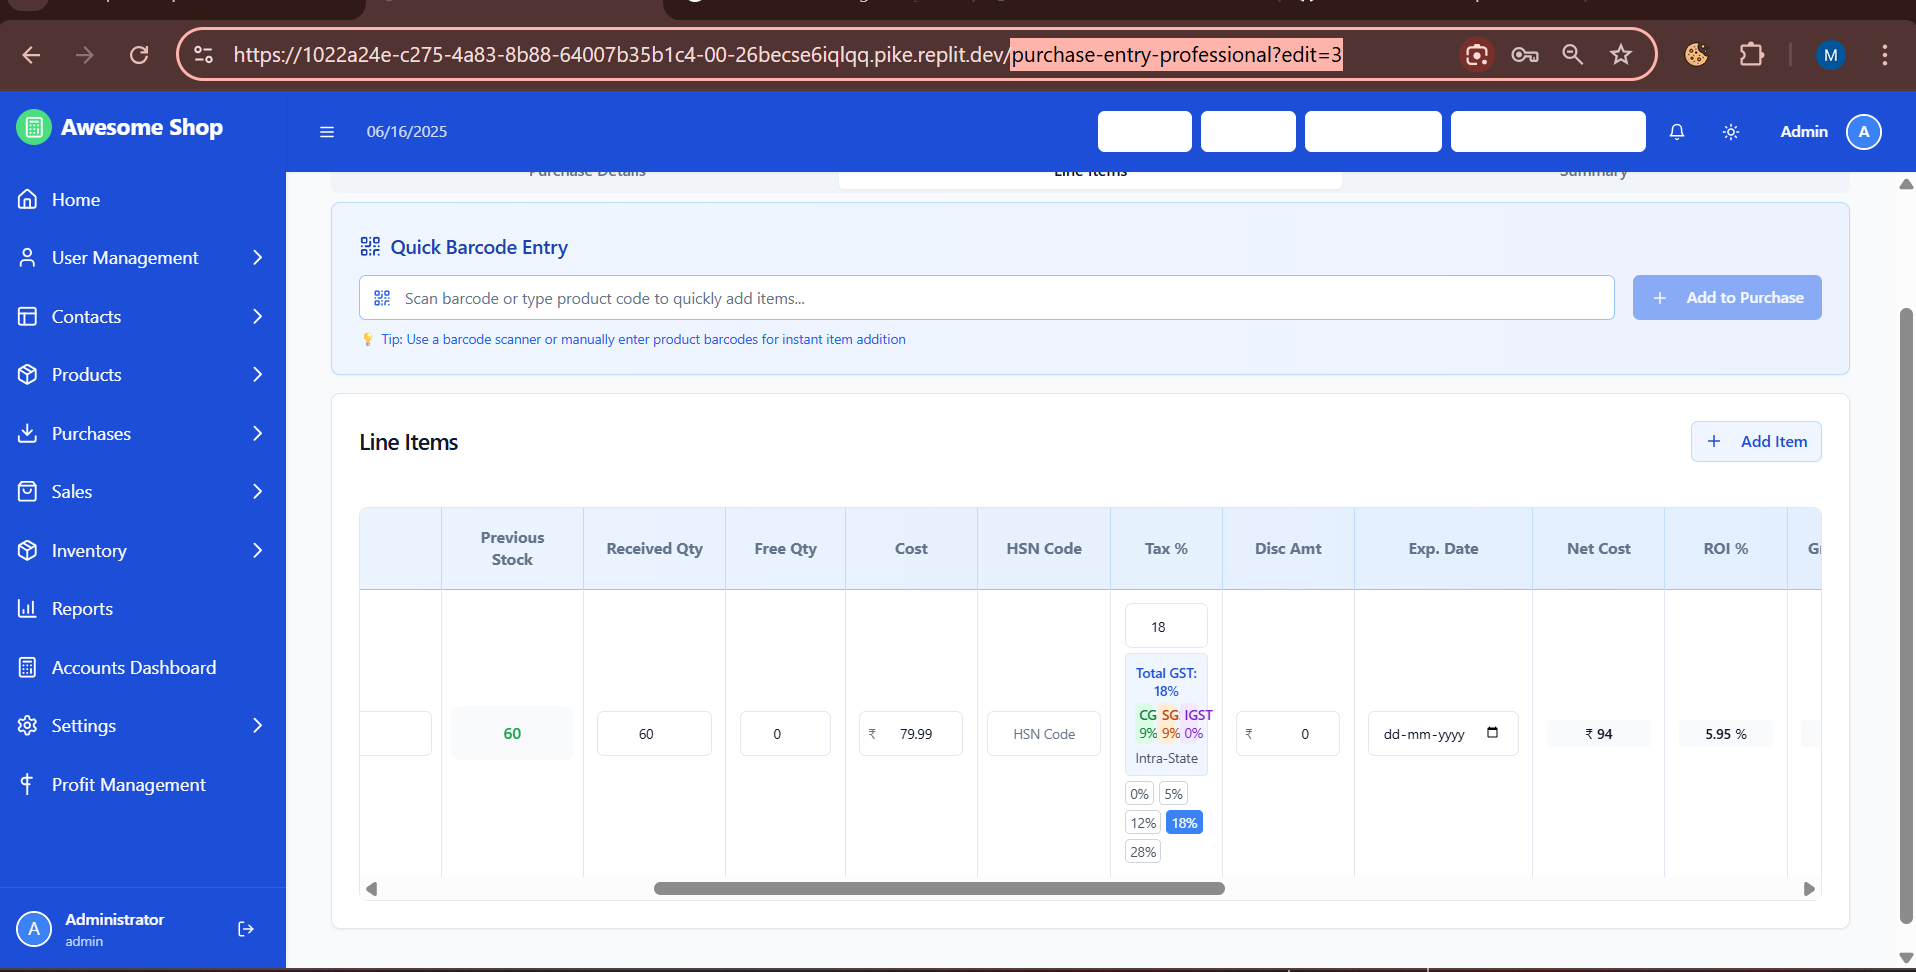 https://1022a24e-c275-4a83-8b88-64007b35b1c4-00-26becse6iqlqq.pike.replit.dev/purchase-entry-professional?edit=3
M
Awesome Shop
06/16/2025
Admin
A
Purchase Details
Line Items
Summary
Home
User Management
Contacts
Products
Purchases
Sales
Inventory
Reports
Accounts Dashboard
Settings
Profit Management
A
Administrator
admin
Quick Barcode Entry
Scan barcode or type product code to quickly add items...
+ Add to Purchase
Tip: Use a barcode scanner or manually enter product barcodes for instant item addition
Line Items
+ Add Item
Previous Stock
Received Qty
Free Qty
Cost
HSN Code
Tax %
Disc Amt
Exp. Date
Net Cost
ROI %
60
60
0
₹ 79.99
HSN Code
18
Total GST:
18%
CG SG IGST
9% 9% 0%
Intra-State
0% 5%
12% 18%
28%
₹ 0
dd-mm-yyyy
₹ 94
5.95 %